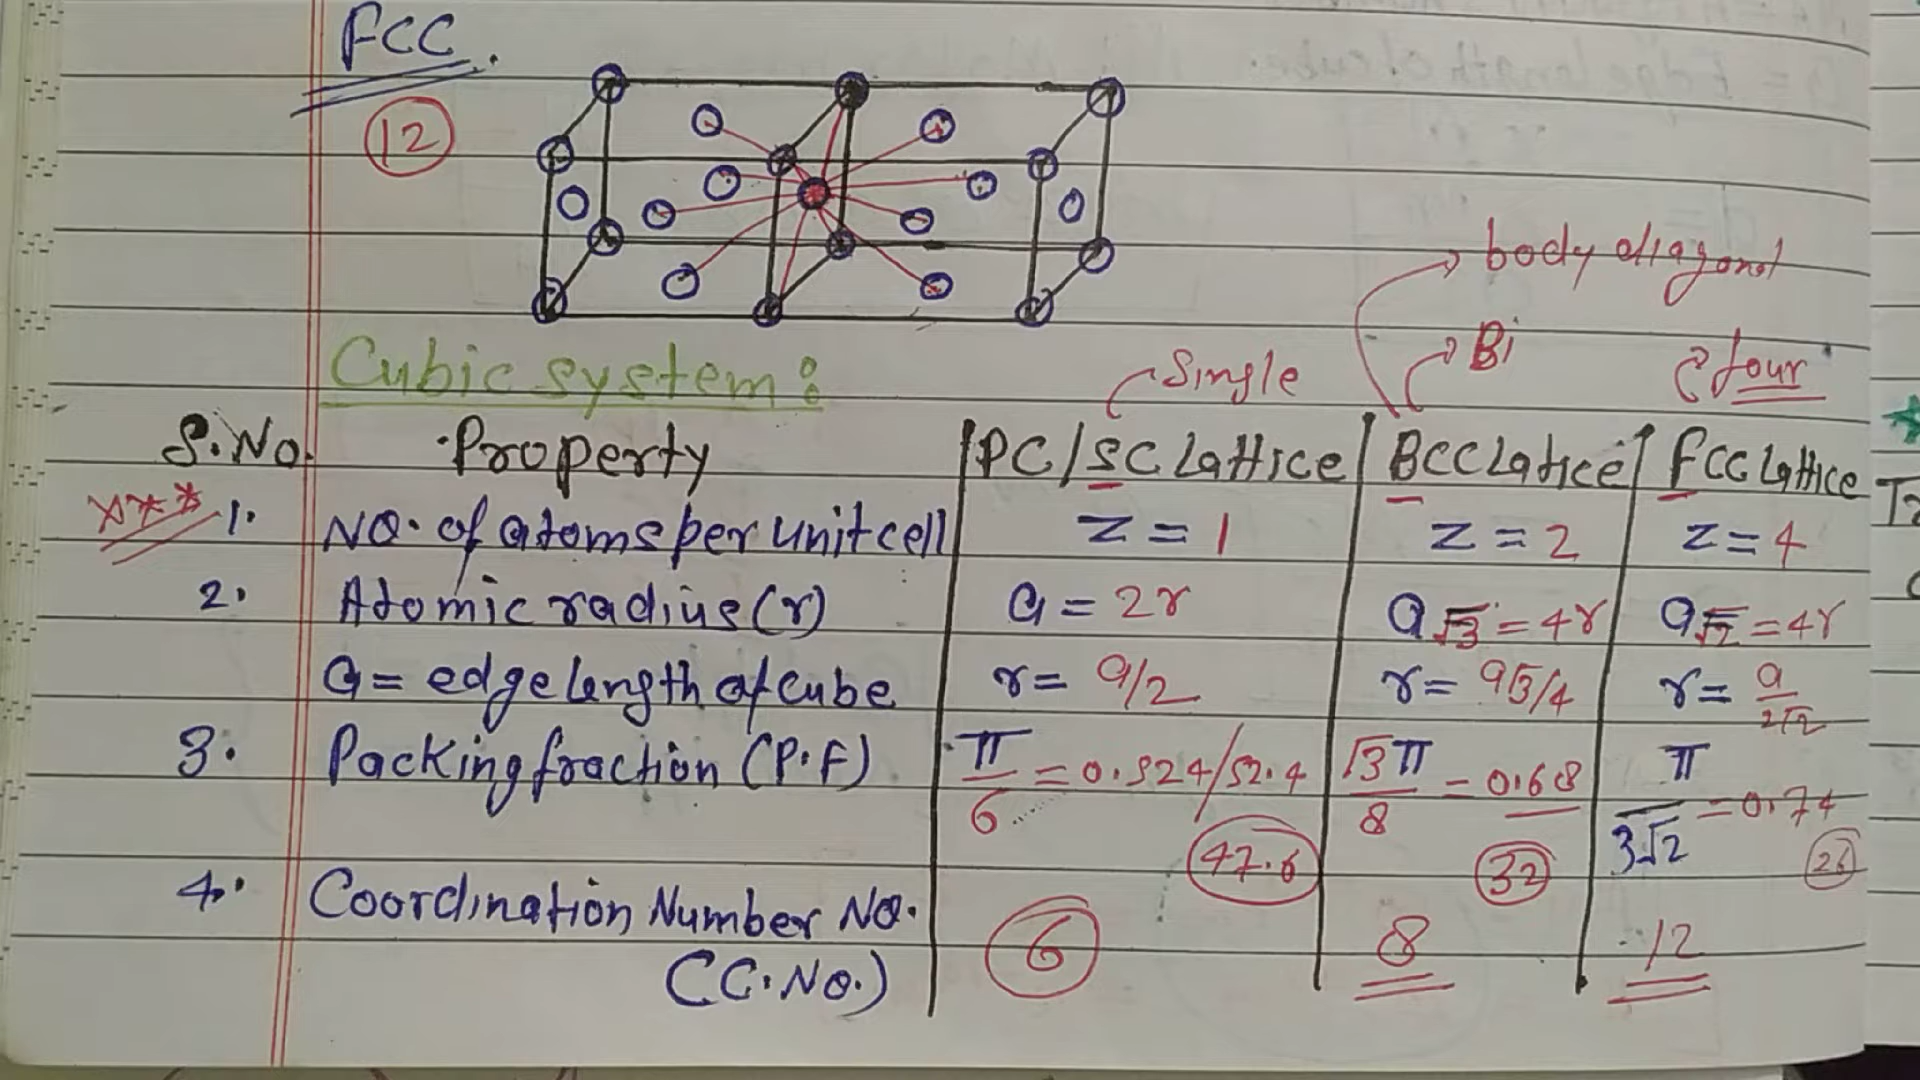 FCC.
12
body diagonal
Bi
Single
four
Cubic system:
S.No. Property PC/SC Lattice BCC Latice FCC Lattice
*** 1. No. of atoms per unit cell Z = 1 Z = 2 Z = 4
2. Atomic radius (r) a = 2r a√3 = 4r a√2 = 4r
a = edge length of cube r = a/2 r = a√3/4 r = a/2√2
3. Packing fraction (P.F) π/6 = 0.524/52.4 √3π/8 = 0.68 π/3√2 = 0.74
47.6 32 26
4. Coordination Number No. 6 8 12
(C.No.)